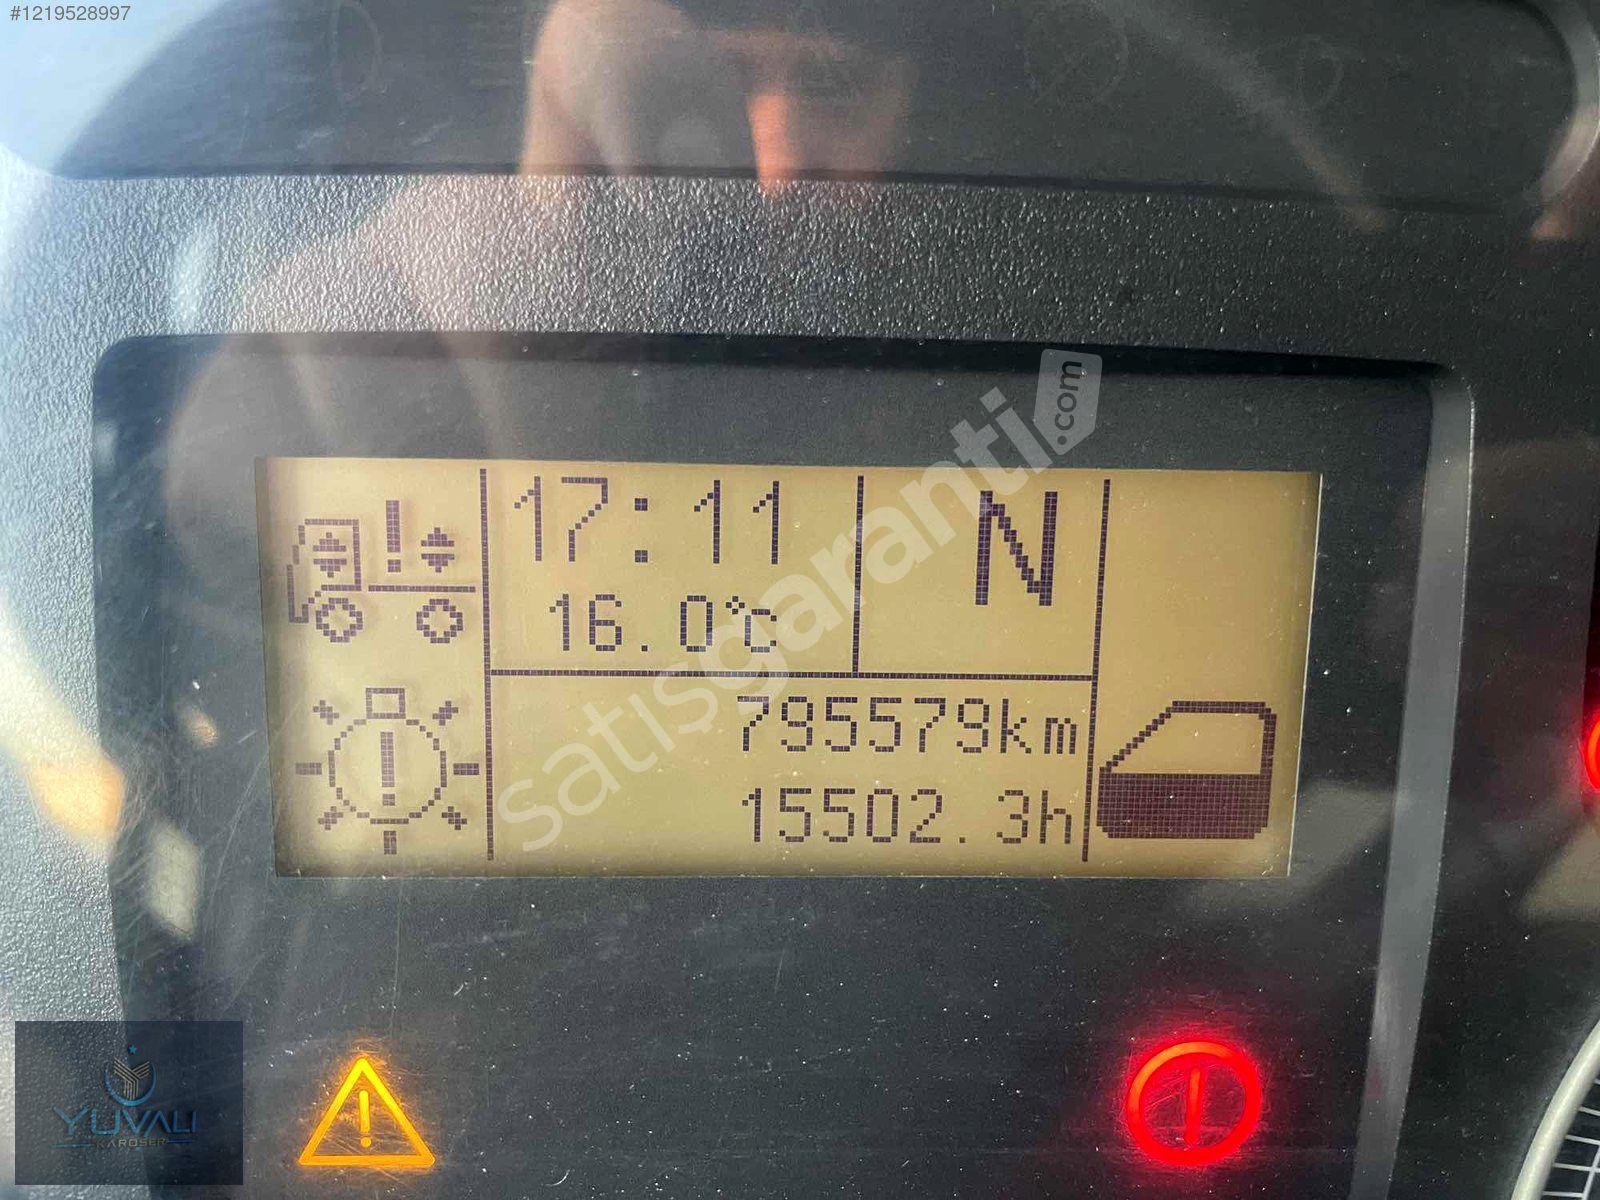 #1219528997
17:11
N
16.0°c
795579km
15502.3h
satışgaranti.com
YUVALI
KAROSER